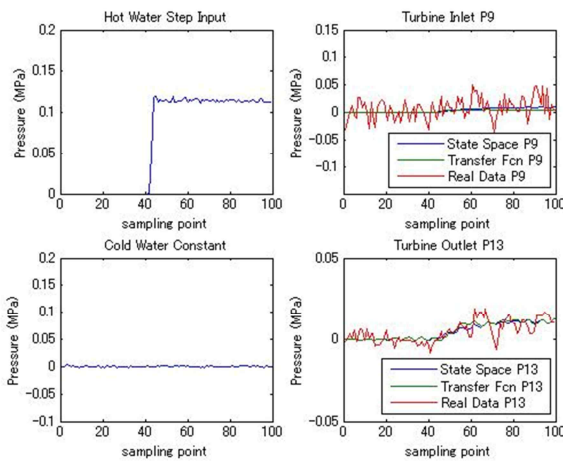 Hot Water Step Input
0.2
0.15
0.1
0.05
0
0 20 40 60 80 100
Pressure (MPa)
sampling point
Turbine Inlet P9
0.15
0.1
0.05
0
-0.05
-0.1
0 20 40 60 80 100
Pressure (MPa)
sampling point
State Space P9
Transfer Fcn P9
Real Data P9
Cold Water Constant
0.2
0.15
0.1
0.05
0
-0.05
-0.1
0 20 40 60 80 100
Pressure (MPa)
sampling point
Turbine Outlet P13
0.05
0
-0.05
0 20 40 60 80 100
Pressure (MPa)
sampling point
State Space P13
Transfer Fcn P13
Real Data P13